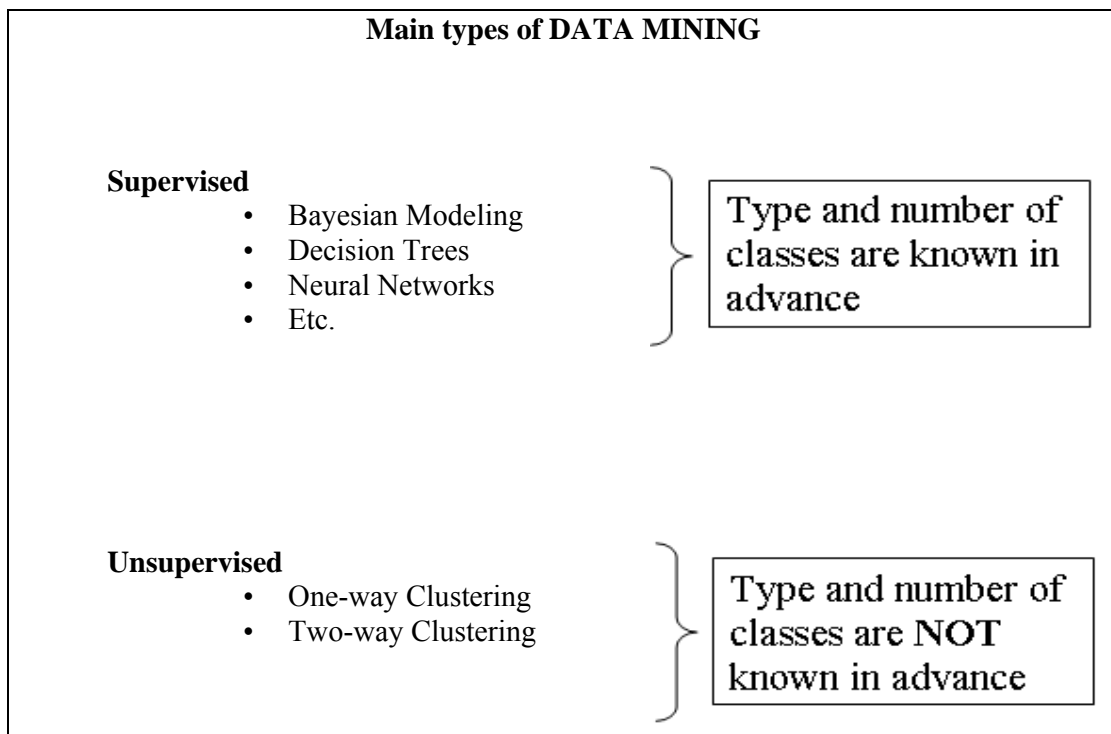 Main types of DATA MINING
Supervised
• Bayesian Modeling
• Decision Trees
• Neural Networks
• Etc.
Type and number of
classes are known in
advance
Unsupervised
• One-way Clustering
• Two-way Clustering
Type and number of
classes are NOT
known in advance